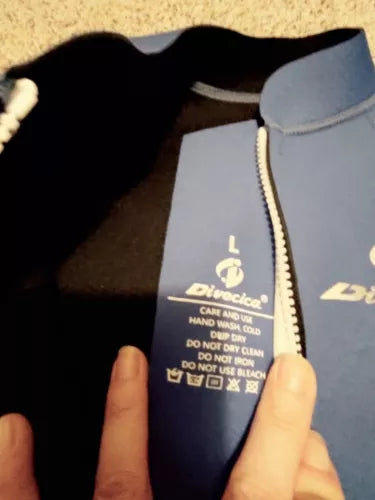 L
Divecica®
CARE AND USE
HAND WASH, COLD
DRIP DRY
DO NOT DRY CLEAN
DO NOT IRON
DO NOT USE BLEACH